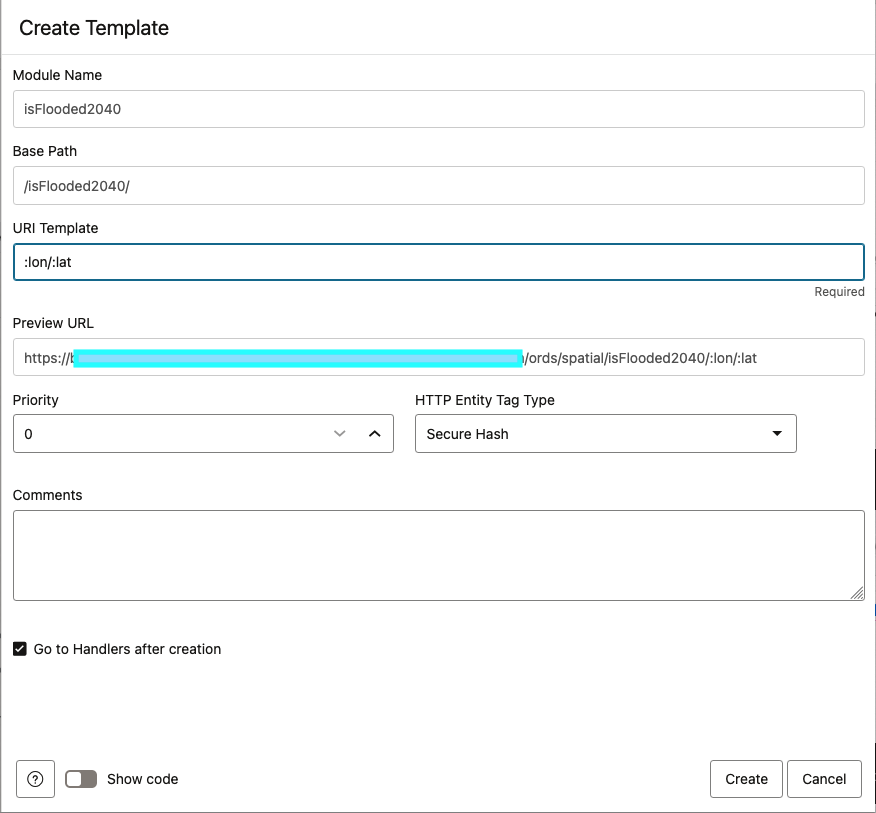 Create Template
Module Name
isFlooded2040
Base Path
/isFlooded2040/
URI Template
:lon/:lat
Required
Preview URL
https:// /ords/spatial/isFlooded2040/:lon/:lat
Priority
HTTP Entity Tag Type
0
Secure Hash
Comments
Go to Handlers after creation
?
Show code
Create
Cancel